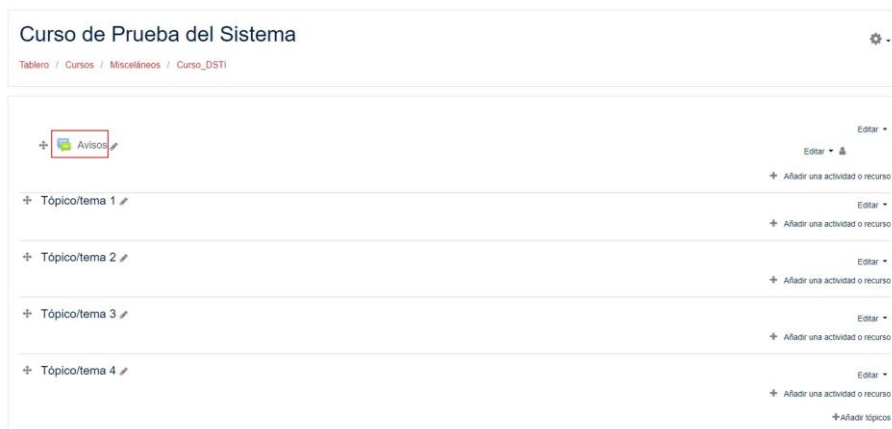 Curso de Prueba del Sistema
Tablero / Cursos / Misceláneos / Curso_DSTI
Editar
Avisos
Editar
Añadir una actividad o recurso
Tópico/tema 1
Editar
Añadir una actividad o recurso
Tópico/tema 2
Editar
Añadir una actividad o recurso
Tópico/tema 3
Editar
Añadir una actividad o recurso
Tópico/tema 4
Editar
Añadir una actividad o recurso
Añadir tópicos